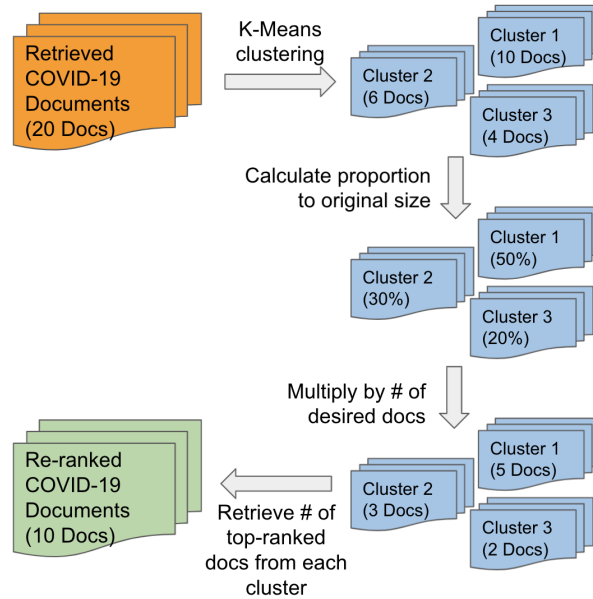 Retrieved
COVID-19
Documents
(20 Docs)
K-Means
clustering
Cluster 1
(10 Docs)
Cluster 2
(6 Docs)
Cluster 3
(4 Docs)
Calculate proportion
to original size
Cluster 1
(50%)
Cluster 2
(30%)
Cluster 3
(20%)
Multiply by # of
desired docs
Cluster 1
(5 Docs)
Cluster 2
(3 Docs)
Cluster 3
(2 Docs)
Retrieve # of
top-ranked
docs from each
cluster
Re-ranked
COVID-19
Documents
(10 Docs)